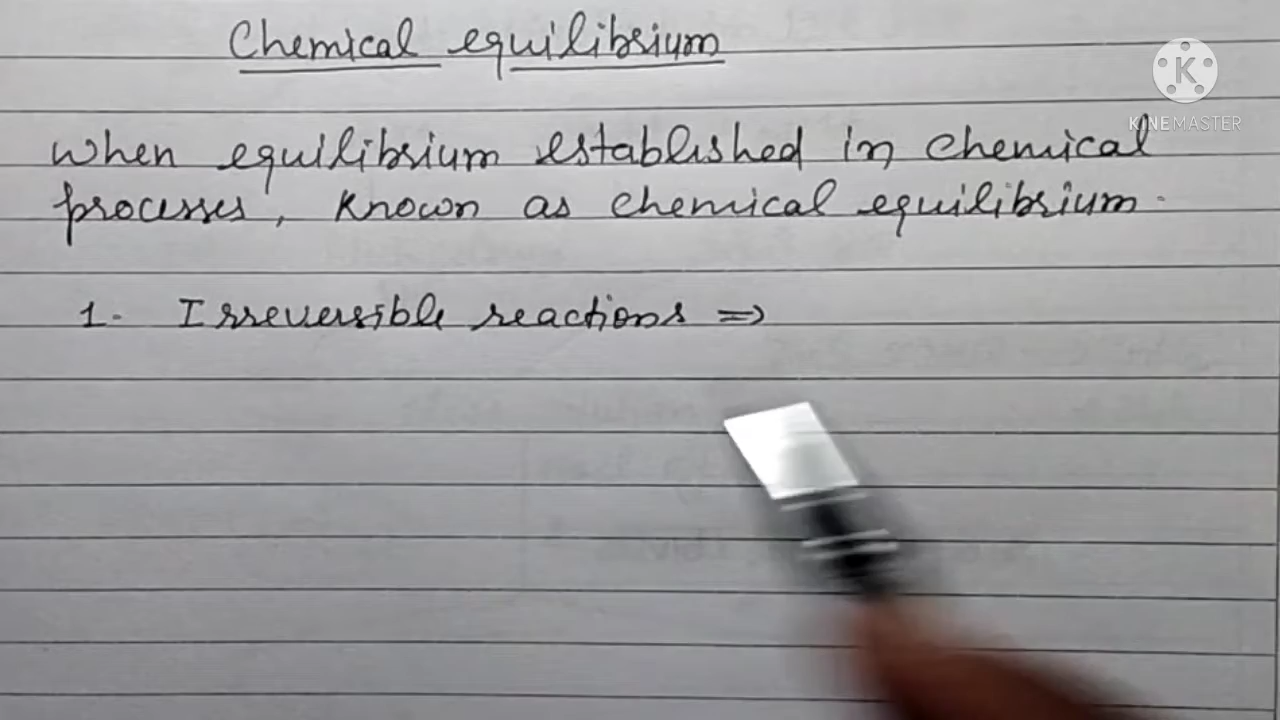 Chemical equilibrium
K
KINEMASTER
When equilibrium established in chemical
processes, Known as chemical equilibrium.
1. Irreversible reactions ⇒